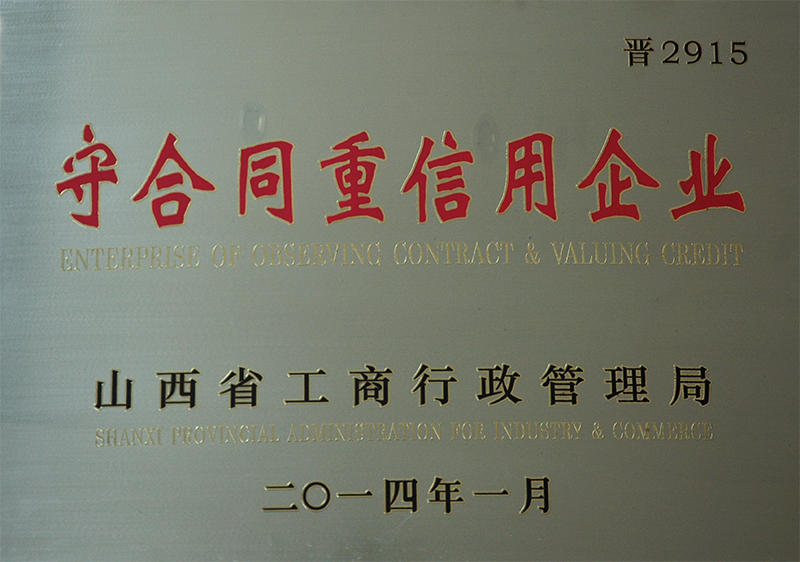 晋2915
守合同重信用企业
ENTERPRISE OF OBSERVING CONTRACT & VALUING CREDIT
山西省工商行政管理局
SHANXI PROVINCIAL ADMINISTRATION FOR INDUSTRY & COMMERCE
二〇一四年一月